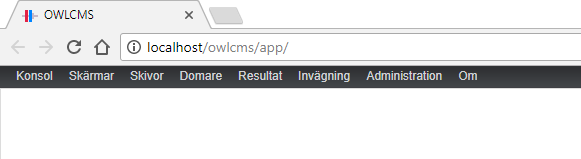 OWLCMS
localhost/owlcms/app/
Konsol Skärmar Skivor Domare Resultat Invägning Administration Om